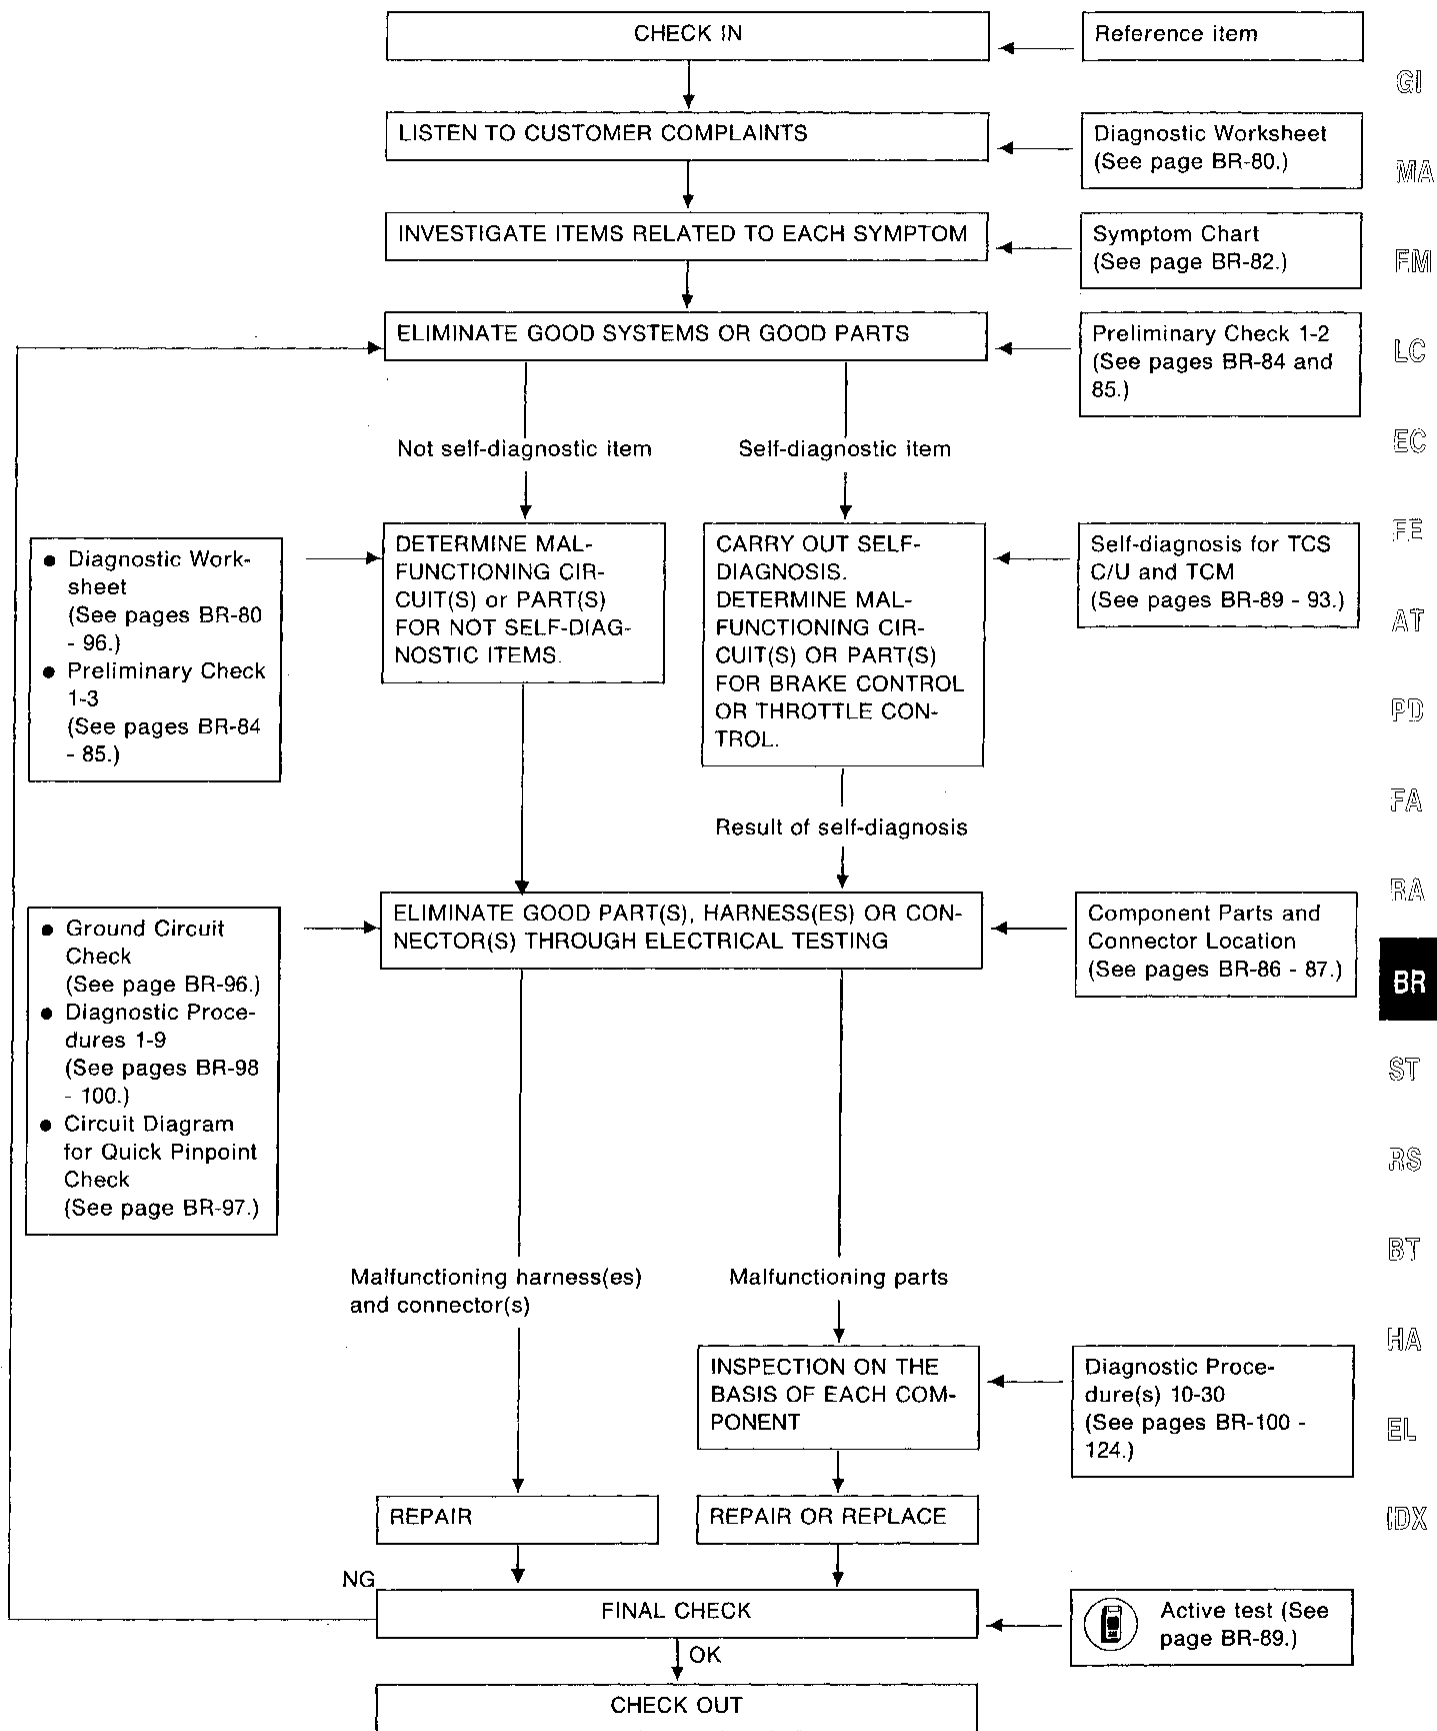 CHECK IN
Reference item
LISTEN TO CUSTOMER COMPLAINTS
Diagnostic Worksheet
(See page BR-80.)
INVESTIGATE ITEMS RELATED TO EACH SYMPTOM
Symptom Chart
(See page BR-82.)
ELIMINATE GOOD SYSTEMS OR GOOD PARTS
Preliminary Check 1-2
(See pages BR-84 and
85.)
Not self-diagnostic item
Self-diagnostic item
● Diagnostic Work-
sheet
(See pages BR-80
- 96.)
● Preliminary Check
1-3
(See pages BR-84
- 85.)
DETERMINE MAL-
FUNCTIONING CIR-
CUIT(S) or PART(S)
FOR NOT SELF-DIAG-
NOSTIC ITEMS.
CARRY OUT SELF-
DIAGNOSIS.
DETERMINE MAL-
FUNCTIONING CIR-
CUIT(S) OR PART(S)
FOR BRAKE CONTROL
OR THROTTLE CON-
TROL.
Self-diagnosis for TCS
C/U and TCM
(See pages BR-89 - 93.)
Result of self-diagnosis
● Ground Circuit
Check
(See page BR-96.)
● Diagnostic Proce-
dures 1-9
(See pages BR-98
- 100.)
● Circuit Diagram
for Quick Pinpoint
Check
(See page BR-97.)
ELIMINATE GOOD PART(S), HARNESS(ES) OR CON-
NECTOR(S) THROUGH ELECTRICAL TESTING
Component Parts and
Connector Location
(See pages BR-86 - 87.)
Malfunctioning harness(es)
and connector(s)
Malfunctioning parts
INSPECTION ON THE
BASIS OF EACH COM-
PONENT
Diagnostic Proce-
dure(s) 10-30
(See pages BR-100 -
124.)
REPAIR
REPAIR OR REPLACE
NG
FINAL CHECK
Active test (See
page BR-89.)
OK
CHECK OUT
GI
MA
EM
LC
EC
FE
AT
PD
FA
RA
BR
ST
RS
BT
HA
EL
IDX